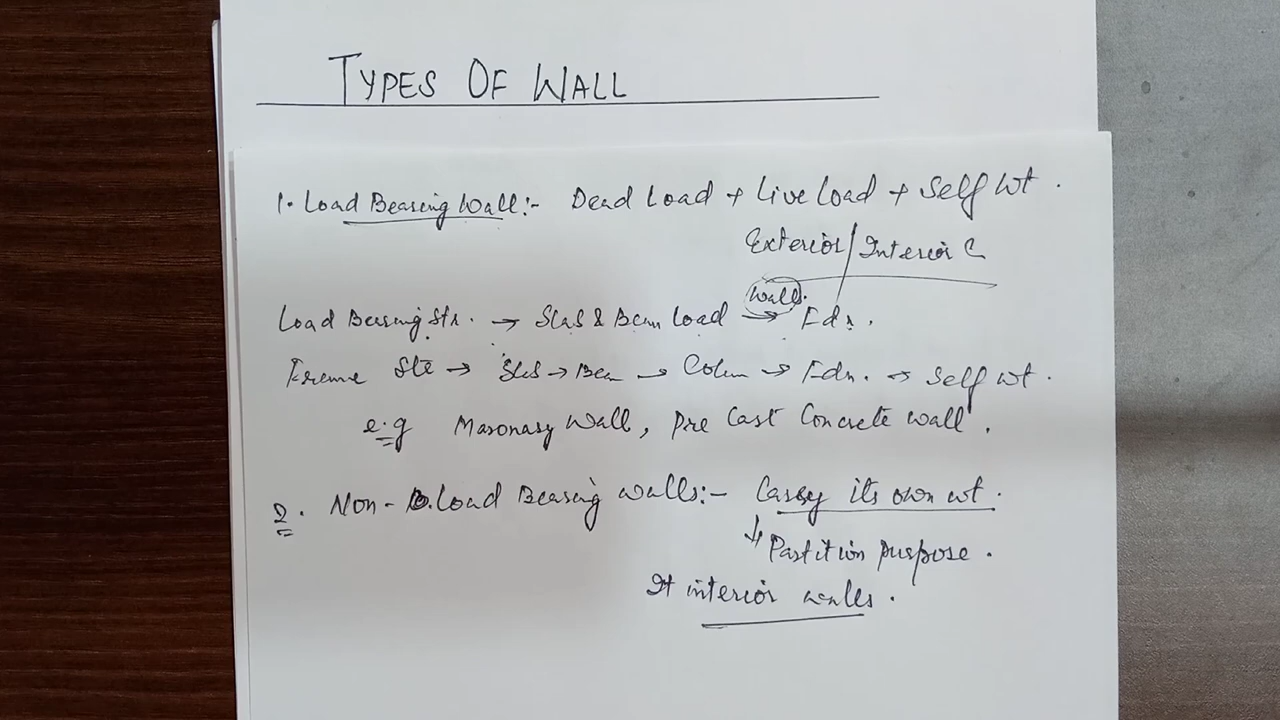 TYPES OF WALL
1. Load Bearing Wall:- Dead Load + Live Load + Self Wt.
Exterior/Interior
Wall.
Load Bearing Str. → Slab & Beam Load → Fdn.
Frame Str → Slab → Beam → Colum → Fdn. → Self wt.
e.g Masonary Wall, Pre Cast Concrete wall.
2. Non-Load Bearing walls:- Carry its own wt.
↓ Partition purpose.
It interior walls.